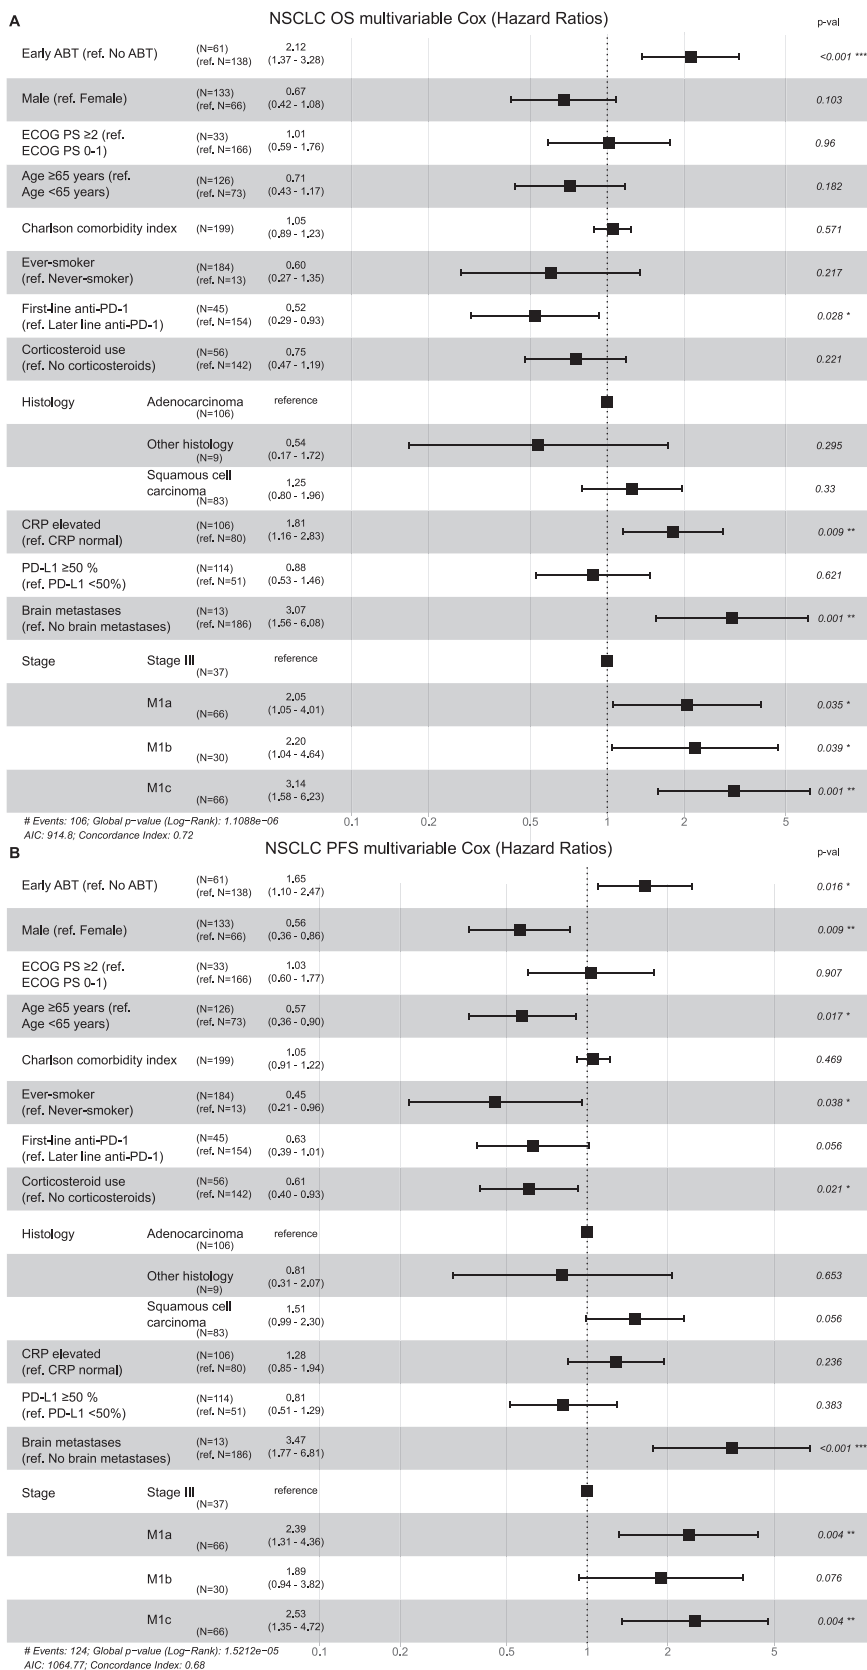 A
NSCLC OS multivariable Cox (Hazard Ratios)
p-val
Early ABT (ref. No ABT)
(N=61)
(ref. N=138)
2.12
(1.37 - 3.28)
<0.001 ***
Male (ref. Female)
(N=133)
(ref. N=66)
0.67
(0.42 - 1.08)
0.103
ECOG PS ≥2 (ref.
ECOG PS 0-1)
(N=33)
(ref. N=166)
1.01
(0.59 - 1.76)
0.96
Age ≥65 years (ref.
Age <65 years)
(N=126)
(ref. N=73)
0.71
(0.43 - 1.17)
0.182
Charlson comorbidity index
(N=199)
1.05
(0.89 - 1.23)
0.571
Ever-smoker
(ref. Never-smoker)
(N=184)
(ref. N=13)
0.60
(0.27 - 1.35)
0.217
First-line anti-PD-1
(ref. Later line anti-PD-1)
(N=45)
(ref. N=154)
0.52
(0.29 - 0.93)
0.028 *
Corticosteroid use
(ref. No corticosteroids)
(N=56)
(ref. N=142)
0.75
(0.47 - 1.19)
0.221
Histology
Adenocarcinoma
(N=106)
reference
Other histology
(N=9)
0.54
(0.17 - 1.72)
0.295
Squamous cell
carcinoma
(N=83)
1.25
(0.80 - 1.96)
0.33
CRP elevated
(ref. CRP normal)
(N=106)
(ref. N=80)
1.81
(1.16 - 2.83)
0.009 **
PD-L1 ≥50 %
(ref. PD-L1 <50%)
(N=114)
(ref. N=51)
0.88
(0.53 - 1.46)
0.621
Brain metastases
(ref. No brain metastases)
(N=13)
(ref. N=186)
3.07
(1.56 - 6.08)
0.001 **
Stage
Stage III
(N=37)
reference
M1a
(N=66)
2.05
(1.05 - 4.01)
0.035 *
M1b
(N=30)
2.20
(1.04 - 4.64)
0.039 *
M1c
(N=66)
3.14
(1.58 - 6.23)
0.001 **
# Events: 106; Global p-value (Log-Rank): 1.1088e-06
AIC: 914.8; Concordance Index: 0.72
0.1 0.2 0.5 1 2 5
B
NSCLC PFS multivariable Cox (Hazard Ratios)
p-val
Early ABT (ref. No ABT)
(N=61)
(ref. N=138)
1.65
(1.10 - 2.47)
0.016 *
Male (ref. Female)
(N=133)
(ref. N=66)
0.56
(0.36 - 0.86)
0.009 **
ECOG PS ≥2 (ref.
ECOG PS 0-1)
(N=33)
(ref. N=166)
1.03
(0.60 - 1.77)
0.907
Age ≥65 years (ref.
Age <65 years)
(N=126)
(ref. N=73)
0.57
(0.36 - 0.90)
0.017 *
Charlson comorbidity index
(N=199)
1.05
(0.91 - 1.22)
0.469
Ever-smoker
(ref. Never-smoker)
(N=184)
(ref. N=13)
0.45
(0.21 - 0.96)
0.038 *
First-line anti-PD-1
(ref. Later line anti-PD-1)
(N=45)
(ref. N=154)
0.63
(0.39 - 1.01)
0.056
Corticosteroid use
(ref. No corticosteroids)
(N=56)
(ref. N=142)
0.61
(0.40 - 0.93)
0.021 *
Histology
Adenocarcinoma
(N=106)
reference
Other histology
(N=9)
0.81
(0.31 - 2.07)
0.653
Squamous cell
carcinoma
(N=83)
1.51
(0.99 - 2.30)
0.056
CRP elevated
(ref. CRP normal)
(N=106)
(ref. N=80)
1.28
(0.85 - 1.94)
0.236
PD-L1 ≥50 %
(ref. PD-L1 <50%)
(N=114)
(ref. N=51)
0.81
(0.51 - 1.29)
0.383
Brain metastases
(ref. No brain metastases)
(N=13)
(ref. N=186)
3.47
(1.77 - 6.81)
<0.001 ***
Stage
Stage III
(N=37)
reference
M1a
(N=66)
2.39
(1.31 - 4.36)
0.004 **
M1b
(N=30)
1.89
(0.94 - 3.82)
0.076
M1c
(N=66)
2.53
(1.35 - 4.72)
0.004 **
# Events: 124; Global p-value (Log-Rank): 1.5212e-05
AIC: 1064.77; Concordance Index: 0.68
0.1 0.2 0.5 1 2 5